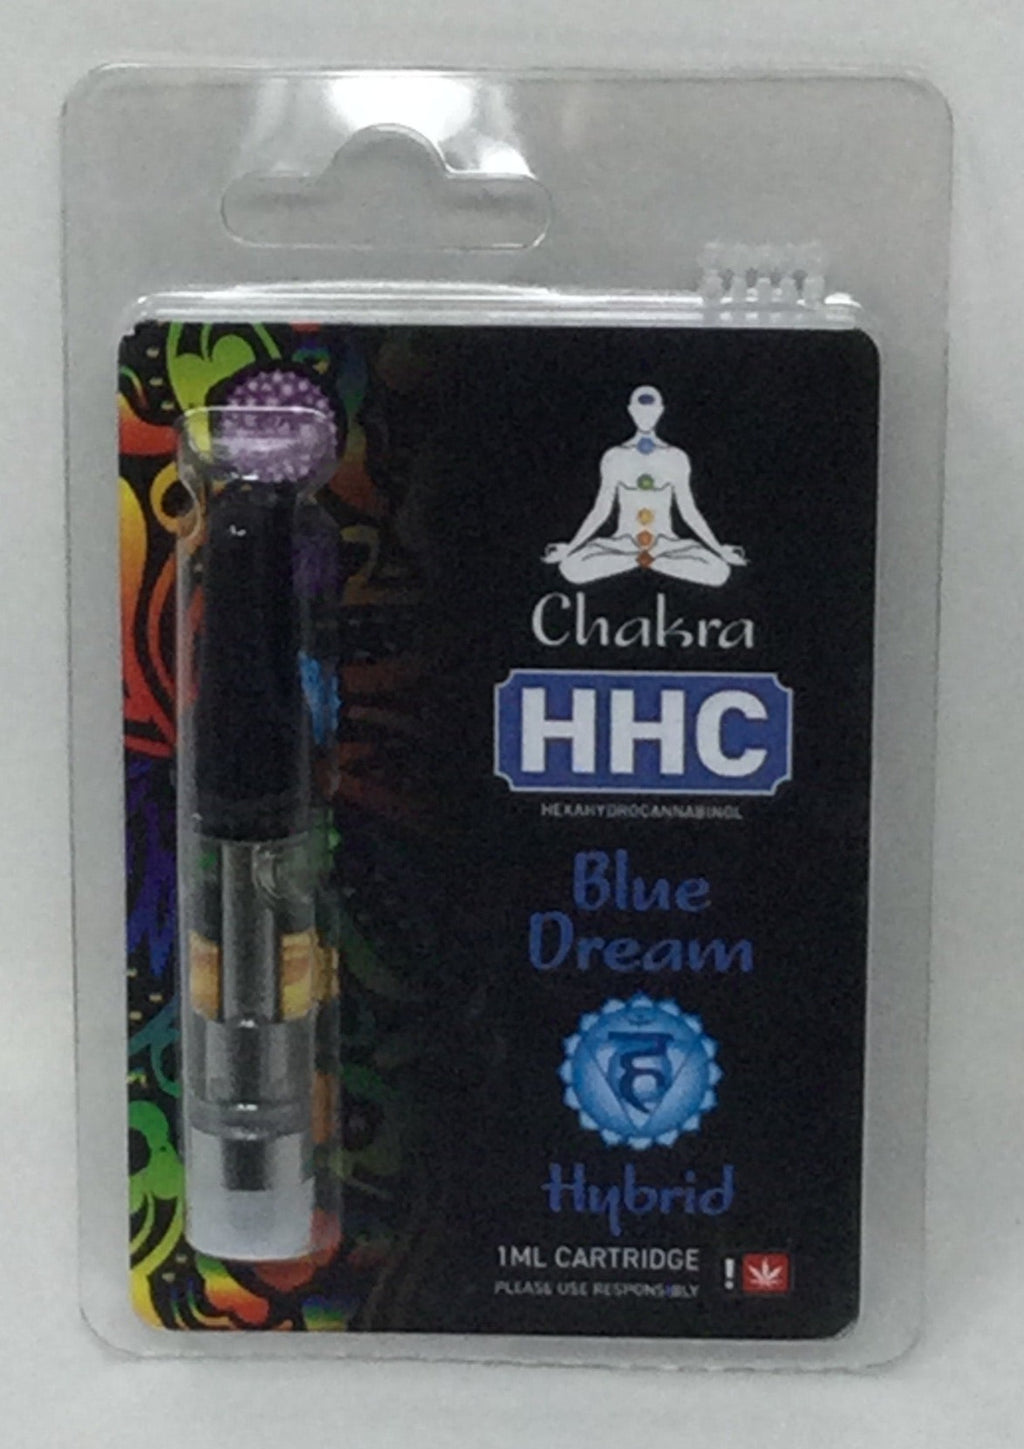 Chakra
HHC
HEXAHYDROCANNABINOL
Blue
Dream
Hybrid
1ML CARTRIDGE
!
PLEASE USE RESPONSIBLY